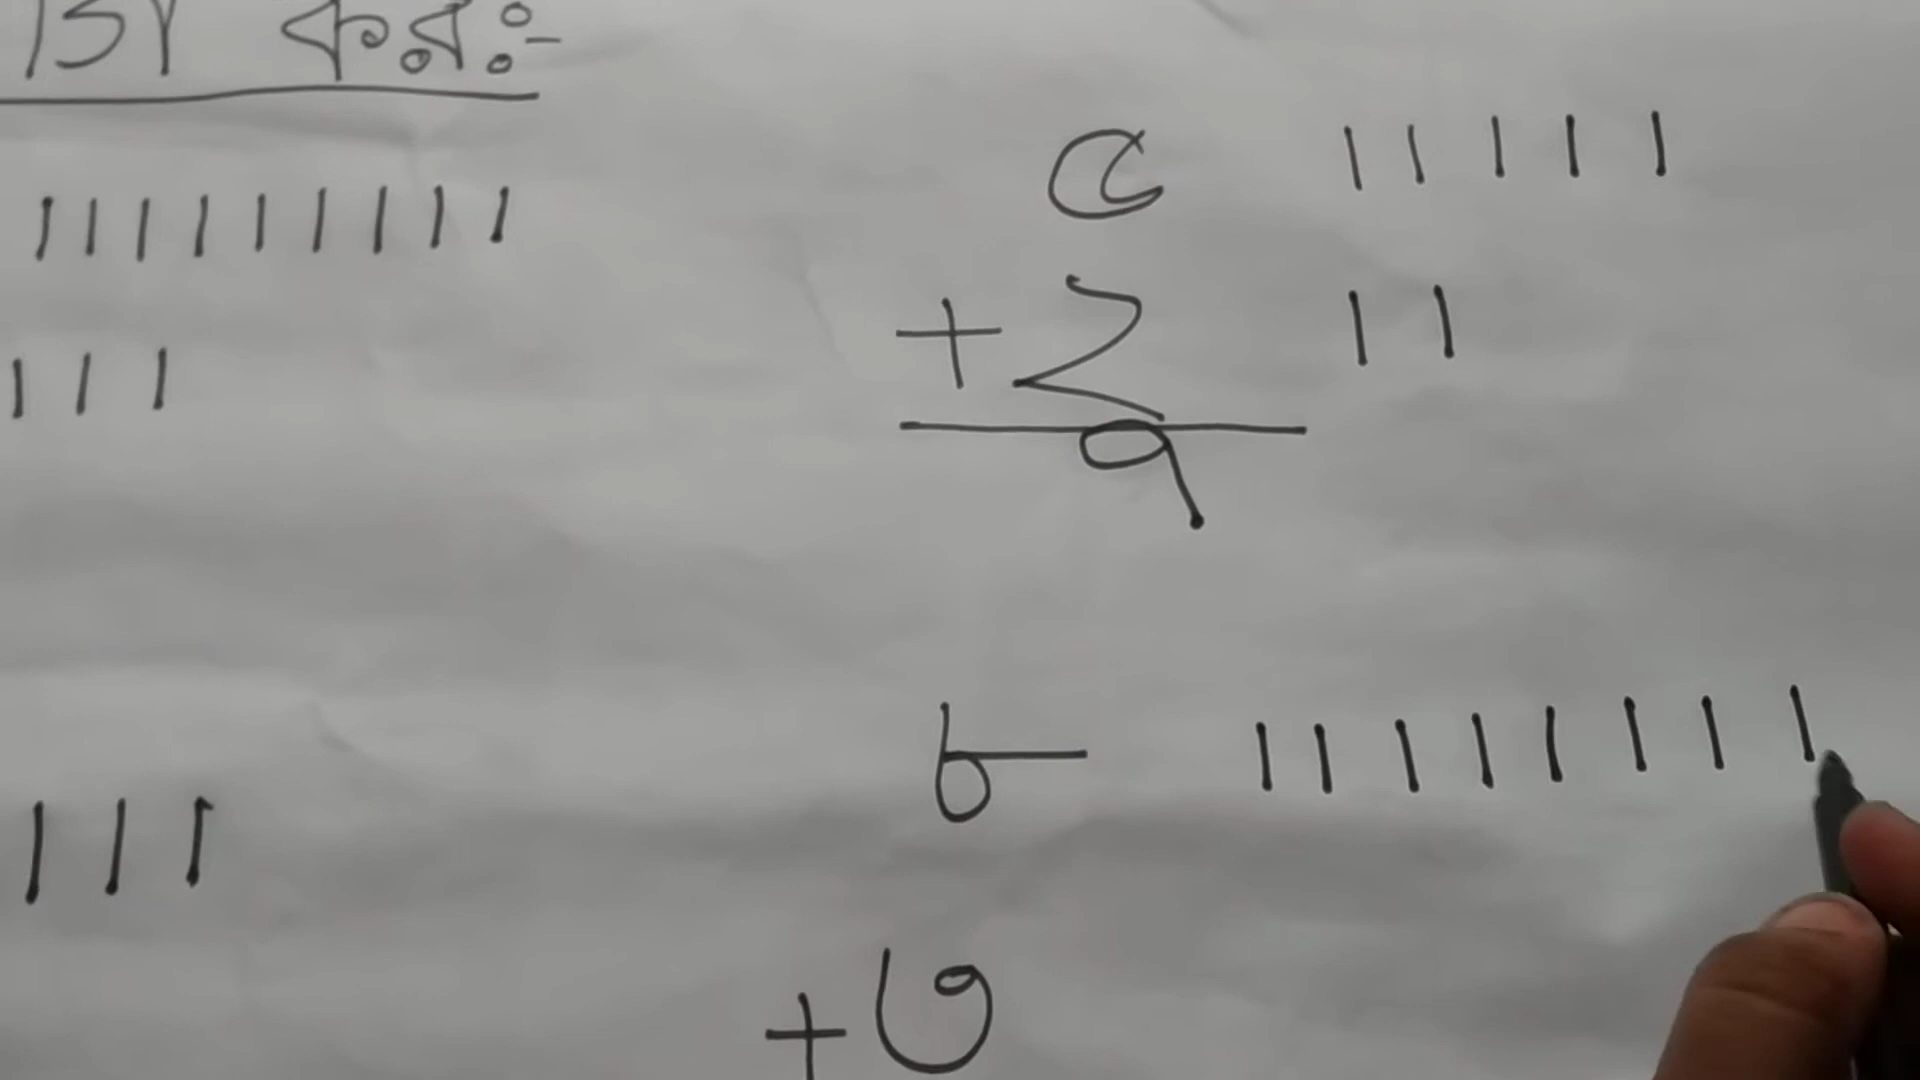 কর :-
৫ | | | | |
| | | | | | | | |
+ ২ | |
| | |
৭
৮ | | | | | | | |
| | |
+ ৩